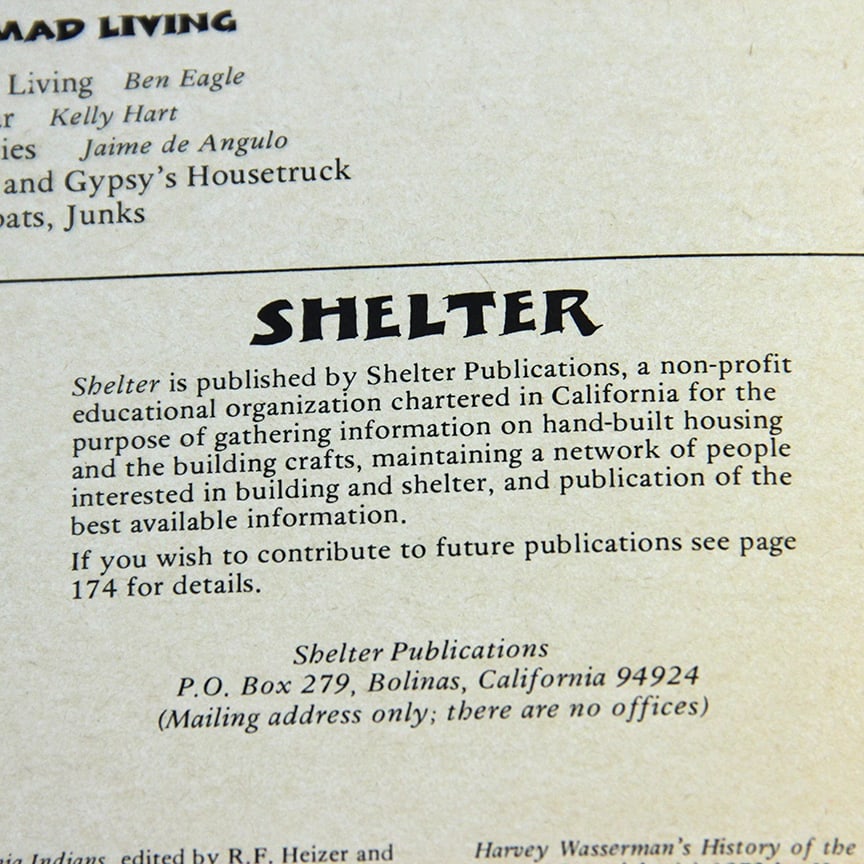 MAD LIVING
Living Ben Eagle
Kelly Hart
Jaime de Angulo
and Gypsy's Housetruck
Junks
SHELTER
Shelter is published by Shelter Publications, a non-profit
educational organization chartered in California for the
purpose of gathering information on hand-built housing
and the building crafts, maintaining a network of people
interested in building and shelter, and publication of the
best available information.
If you wish to contribute to future publications see page
174 for details.
Shelter Publications
P.O. Box 279, Bolinas, California 94924
(Mailing address only; there are no offices)
Indians, edited by R.F. Heizer and
Harvey Wasserman's History of the